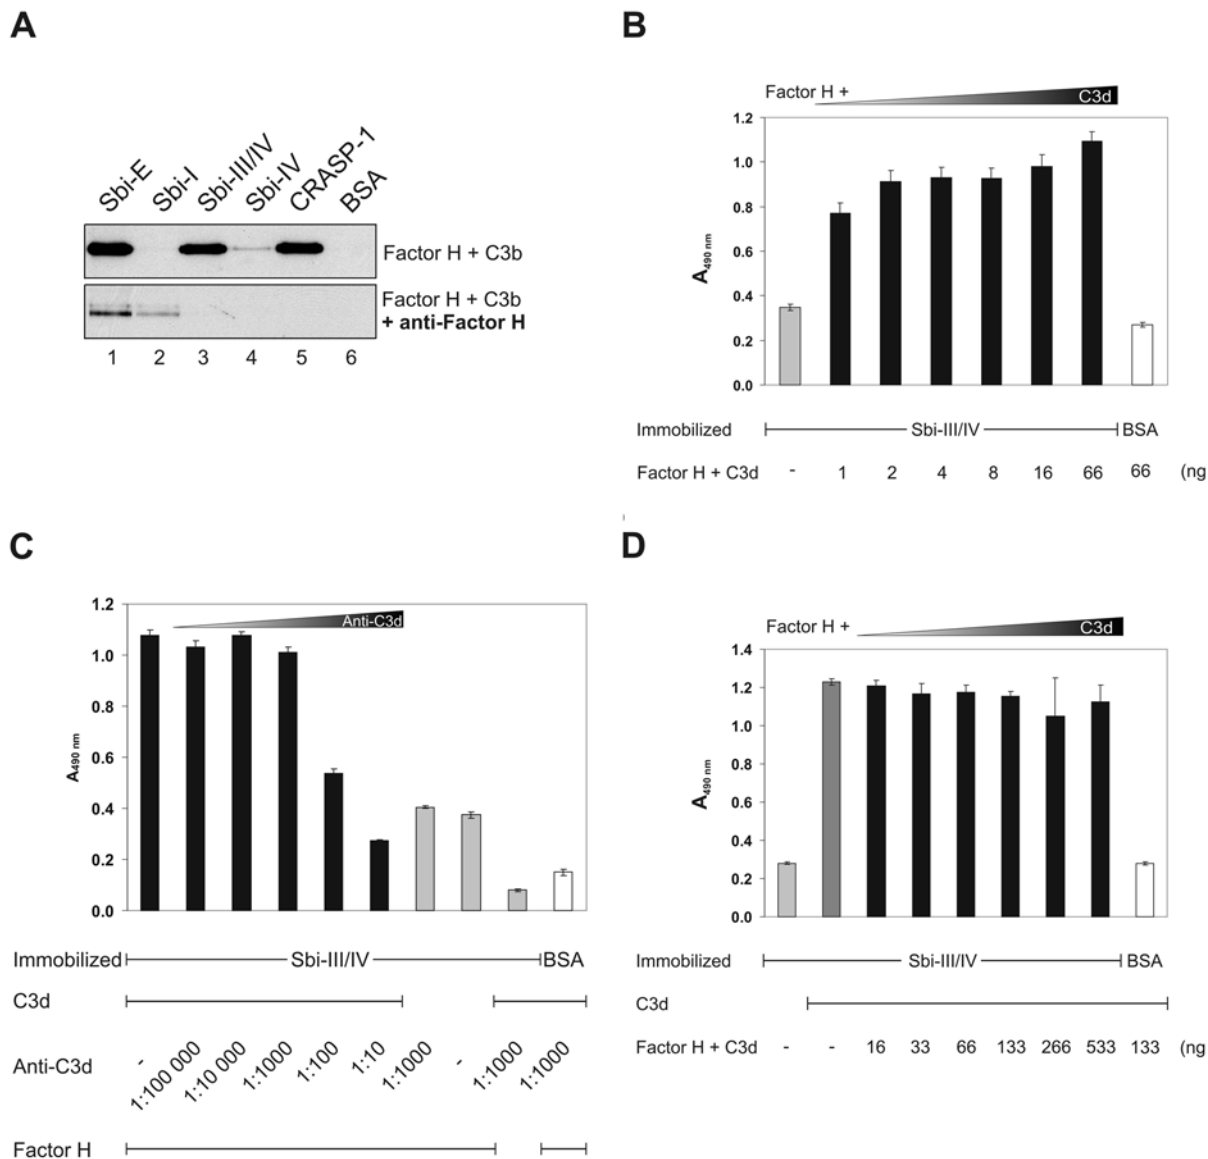 A
Sbi-E Sbi-I Sbi-III/IV Sbi-IV CRASP-1 BSA
Factor H + C3b
Factor H + C3b
+ anti-Factor H
1 2 3 4 5 6
B
Factor H + C3d
1.2
1.0
0.8
0.6
0.4
0.2
0.0
A490 nm
Immobilized Sbi-III/IV BSA
Factor H + C3d - 1 2 4 8 16 66 66 (ng
C
1.2
1.0
0.8
0.6
0.4
0.2
0.0
A490 nm
Anti-C3d
Immobilized Sbi-III/IV BSA
C3d
Anti-C3d - 1:100 000 1:10 000 1:1000 1:100 1:10 1:1000 - 1:1000 1:1000
Factor H
D
Factor H + C3d
1.4
1.2
1.0
0.8
0.6
0.4
0.2
0.0
A490 nm
Immobilized Sbi-III/IV BSA
C3d
Factor H + C3d - - 16 33 66 133 266 533 133 (ng